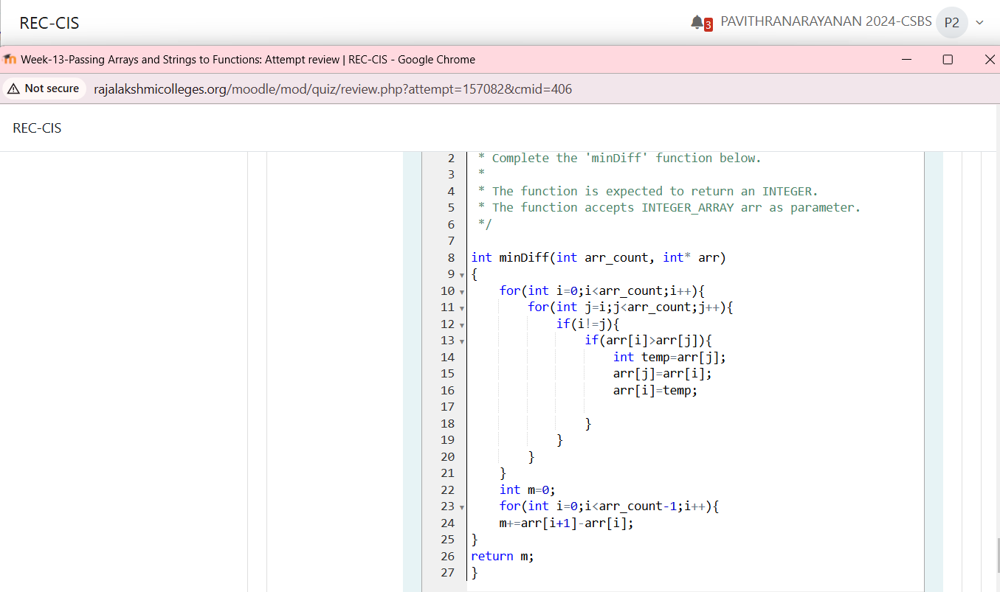 REC-CIS
3 PAVITHRANARAYANAN 2024-CSBS P2
Week-13-Passing Arrays and Strings to Functions: Attempt review | REC-CIS - Google Chrome
Not secure rajalakshmicolleges.org/moodle/mod/quiz/review.php?attempt=157082&cmid=406
REC-CIS
2 * Complete the 'minDiff' function below.
3 *
4 * The function is expected to return an INTEGER.
5 * The function accepts INTEGER_ARRAY arr as parameter.
6 */
7
8 int minDiff(int arr_count, int* arr)
9 {
10 for(int i=0;i<arr_count;i++){
11 for(int j=i;j<arr_count;j++){
12 if(i!=j){
13 if(arr[i]>arr[j]){
14 int temp=arr[j];
15 arr[j]=arr[i];
16 arr[i]=temp;
17
18 }
19 }
20 }
21 }
22 int m=0;
23 for(int i=0;i<arr_count-1;i++){
24 m+=arr[i+1]-arr[i];
25 }
26 return m;
27 }